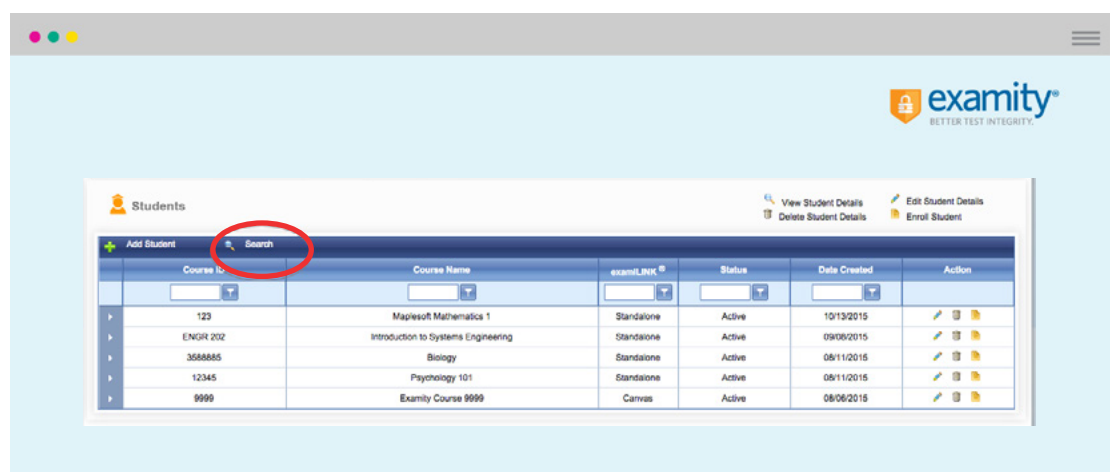 examity®
BETTER TEST INTEGRITY.
Students
View Student Details
Edit Student Details
Delete Student Details
Enroll Student
Add Student Search
Course ID Course Name examiLINK ® Status Date Created Action
123 Maplesoft Mathematics 1 Standalone Active 10/13/2015
ENGR 202 Introduction to Systems Engineering Standalone Active 09/08/2015
3588885 Biology Standalone Active 08/11/2015
12345 Psychology 101 Standalone Active 08/11/2015
9999 Examity Course 9999 Canvas Active 08/06/2015